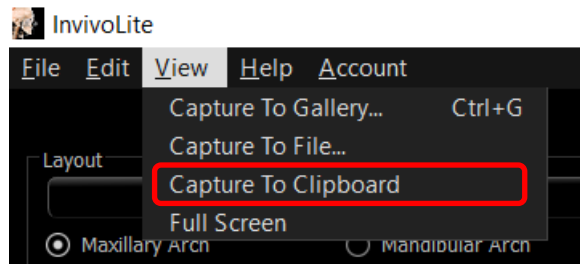 InvivoLite
File Edit View Help Account
Capture To Gallery... Ctrl+G
Capture To File...
Layout
Capture To Clipboard
Full Screen
Maxillary Arch Mandibular Arch